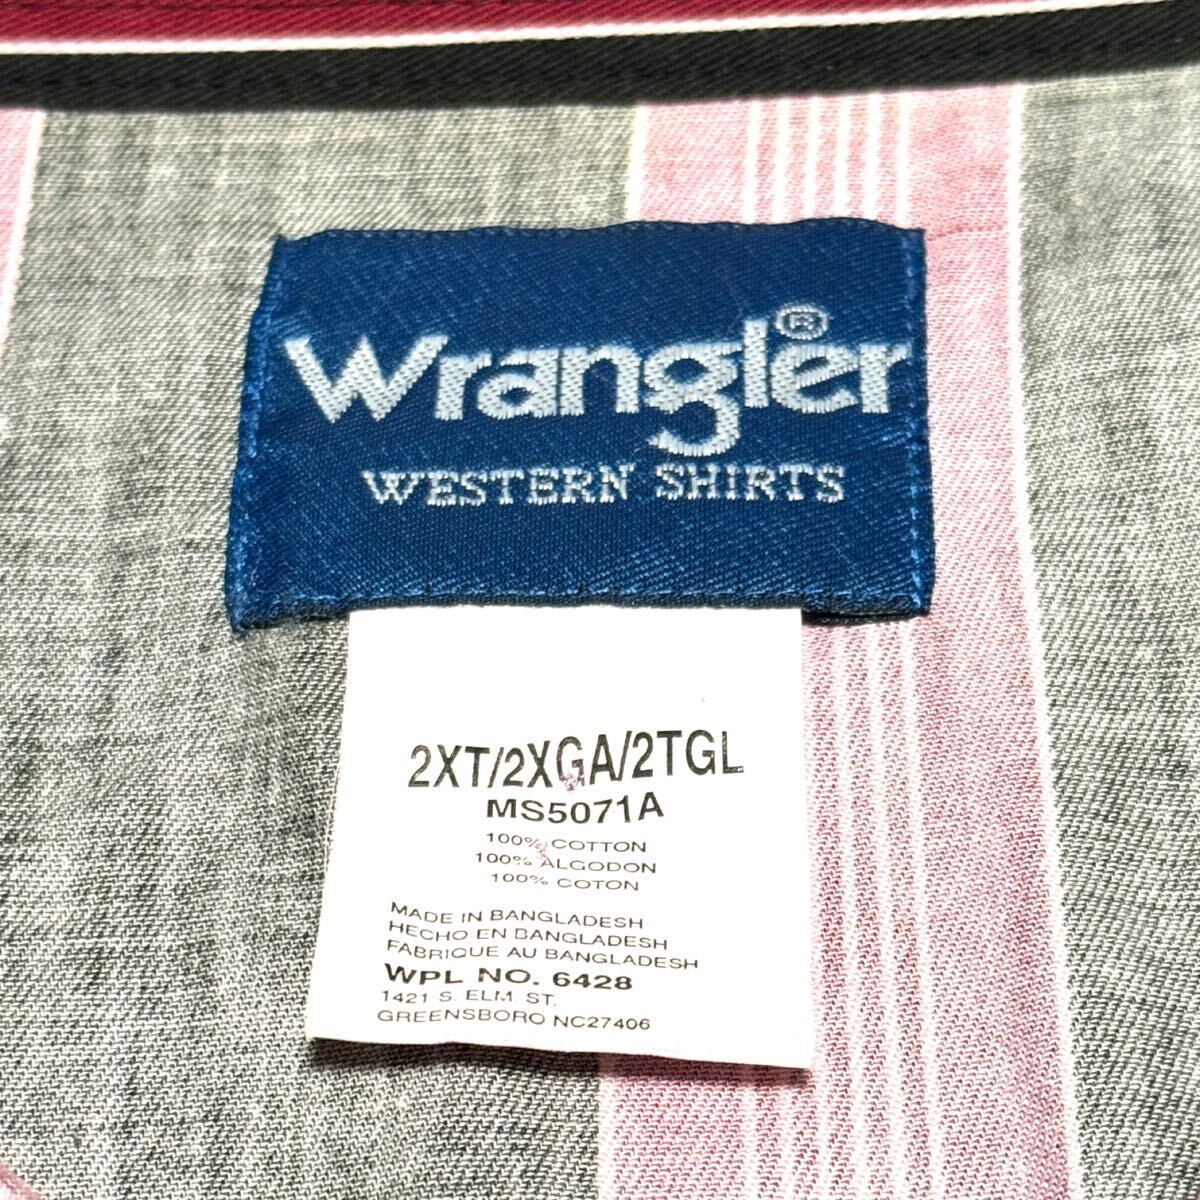 Wrangler®
WESTERN SHIRTS
2XT/2XGA/2TGL
MS5071A
100% COTTON
100% ALGODON
100% COTON
MADE IN BANGLADESH
HECHO EN BANGLADESH
FABRIQUE AU BANGLADESH
WPL NO. 6428
1421 S. ELM. ST.
GREENSBORO NC27406